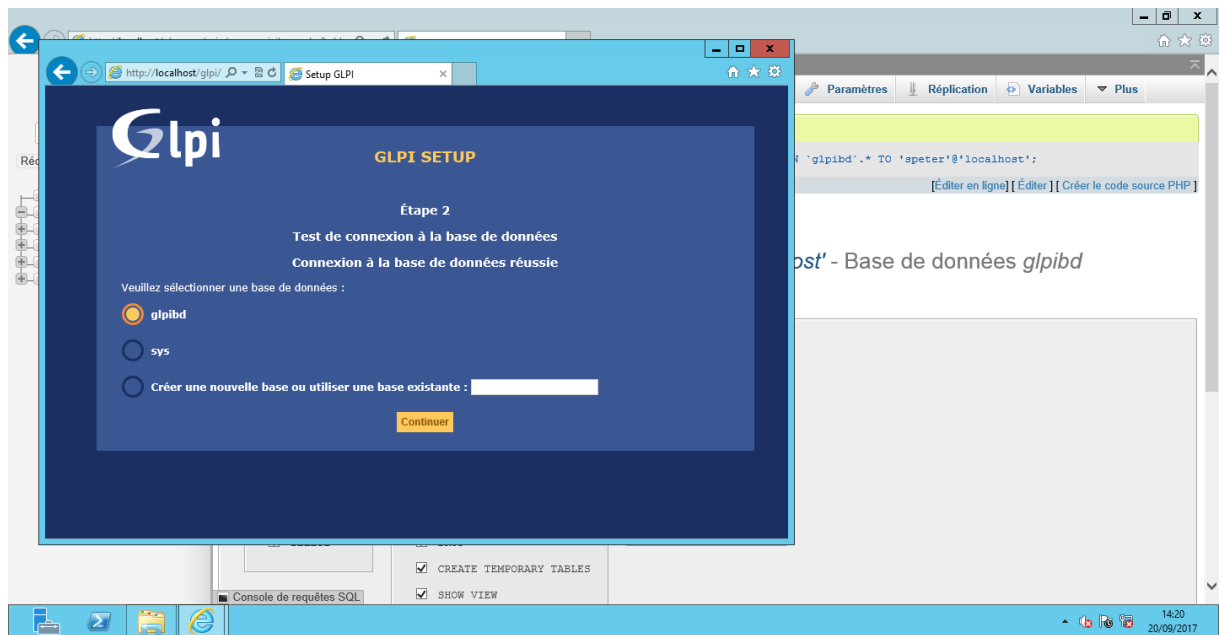 http://localhost/glpi/
Setup GLPI
Glpi
GLPI SETUP
Étape 2
Test de connexion à la base de données
Connexion à la base de données réussie
Veuillez sélectionner une base de données :
glpibd
sys
Créer une nouvelle base ou utiliser une base existante :
Continuer
Paramètres
Réplication
Variables
Plus
`glpibd`.* TO 'speter'@'localhost';
[Éditer en ligne] [ Éditer ] [ Créer le code source PHP ]
ost' - Base de données glpibd
CREATE TEMPORARY TABLES
SHOW VIEW
Console de requêtes SQL
14:20
20/09/2017